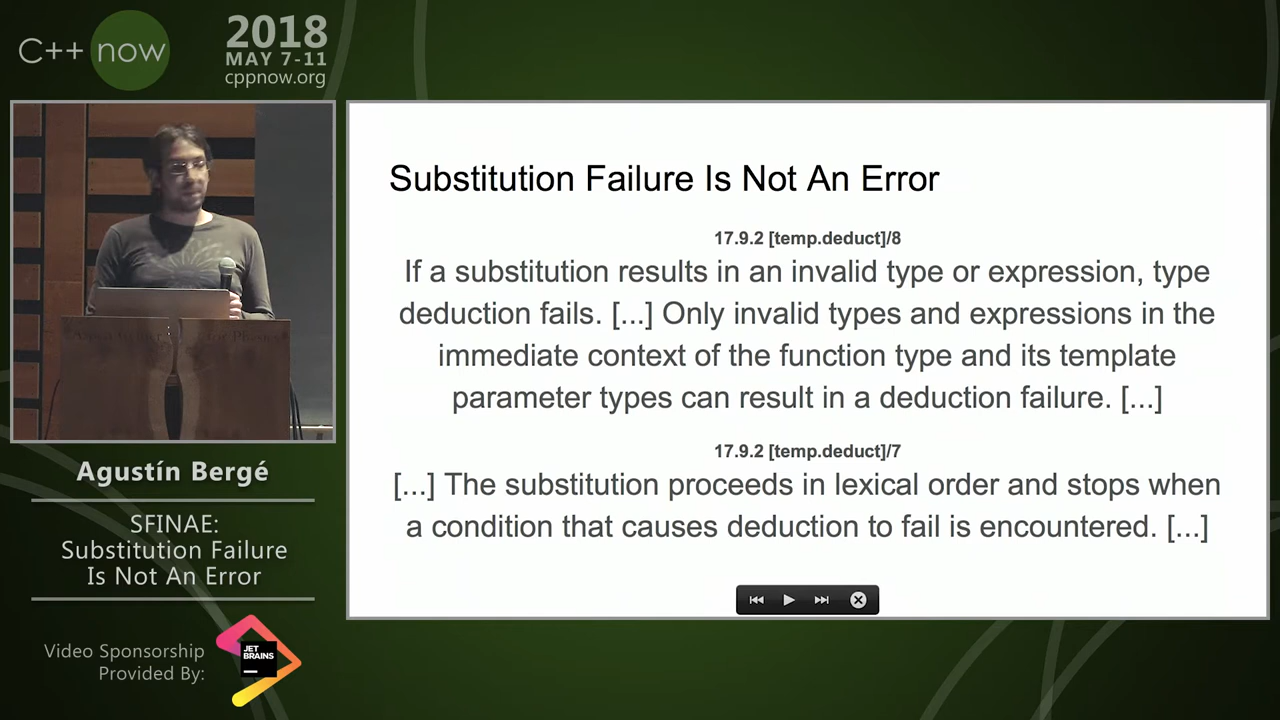 C++ now
2018
MAY 7-11
cppnow.org
Substitution Failure Is Not An Error
17.9.2 [temp.deduct]/8
If a substitution results in an invalid type or expression, type
deduction fails. [...] Only invalid types and expressions in the
immediate context of the function type and its template
parameter types can result in a deduction failure. [...]
17.9.2 [temp.deduct]/7
[...] The substitution proceeds in lexical order and stops when
a condition that causes deduction to fail is encountered. [...]
Agustín Bergé
SFINAE:
Substitution Failure
Is Not An Error
Video Sponsorship
Provided By:
JET
BRAINS